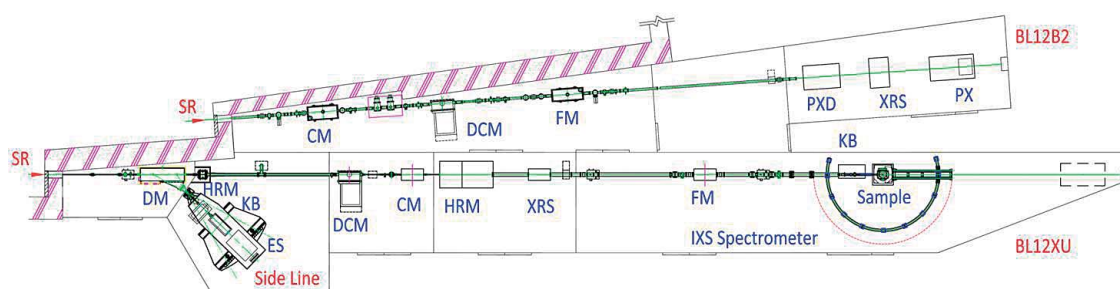 BL12B2
SR
CM
DCM
FM
PXD
XRS
PX
SR
DM
HRM
KB
ES
Side Line
DCM
CM
HRM
XRS
FM
KB
Sample
IXS Spectrometer
BL12XU